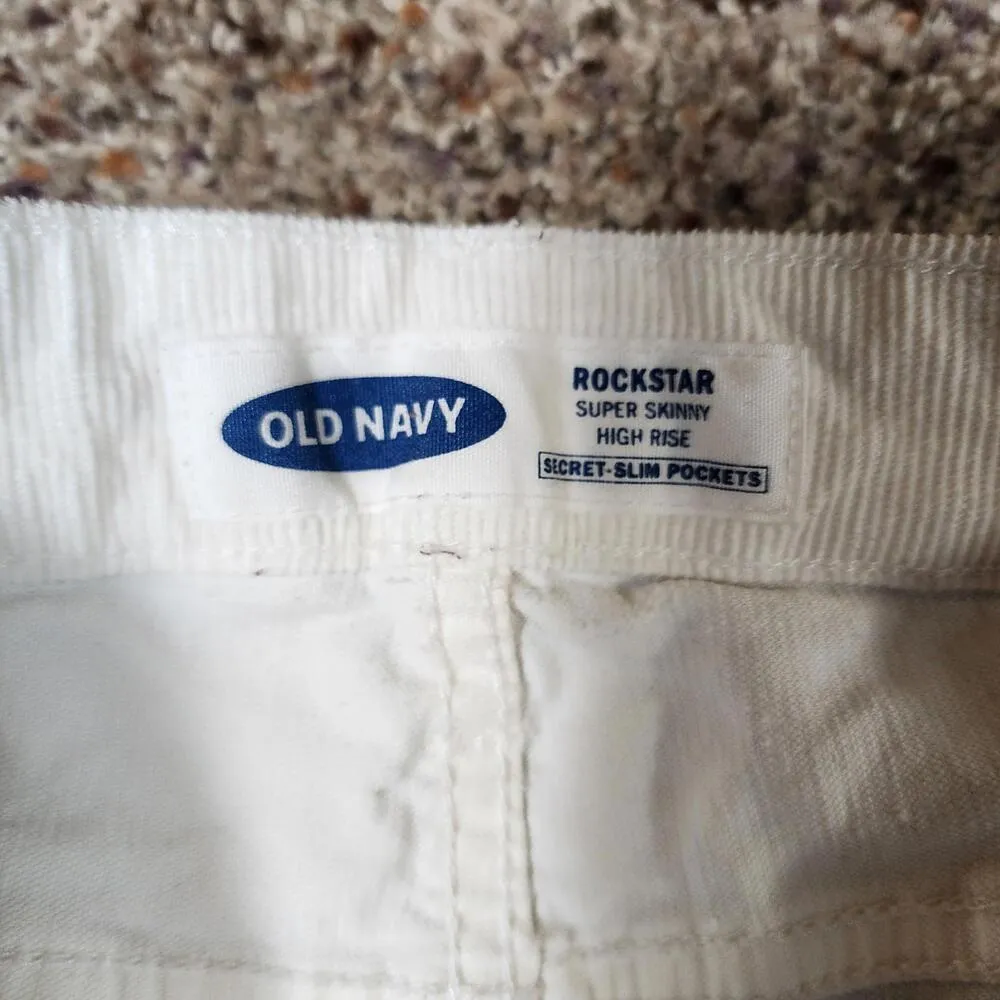 OLD NAVY
ROCKSTAR
SUPER SKINNY
HIGH RISE
SECRET-SLIM POCKETS